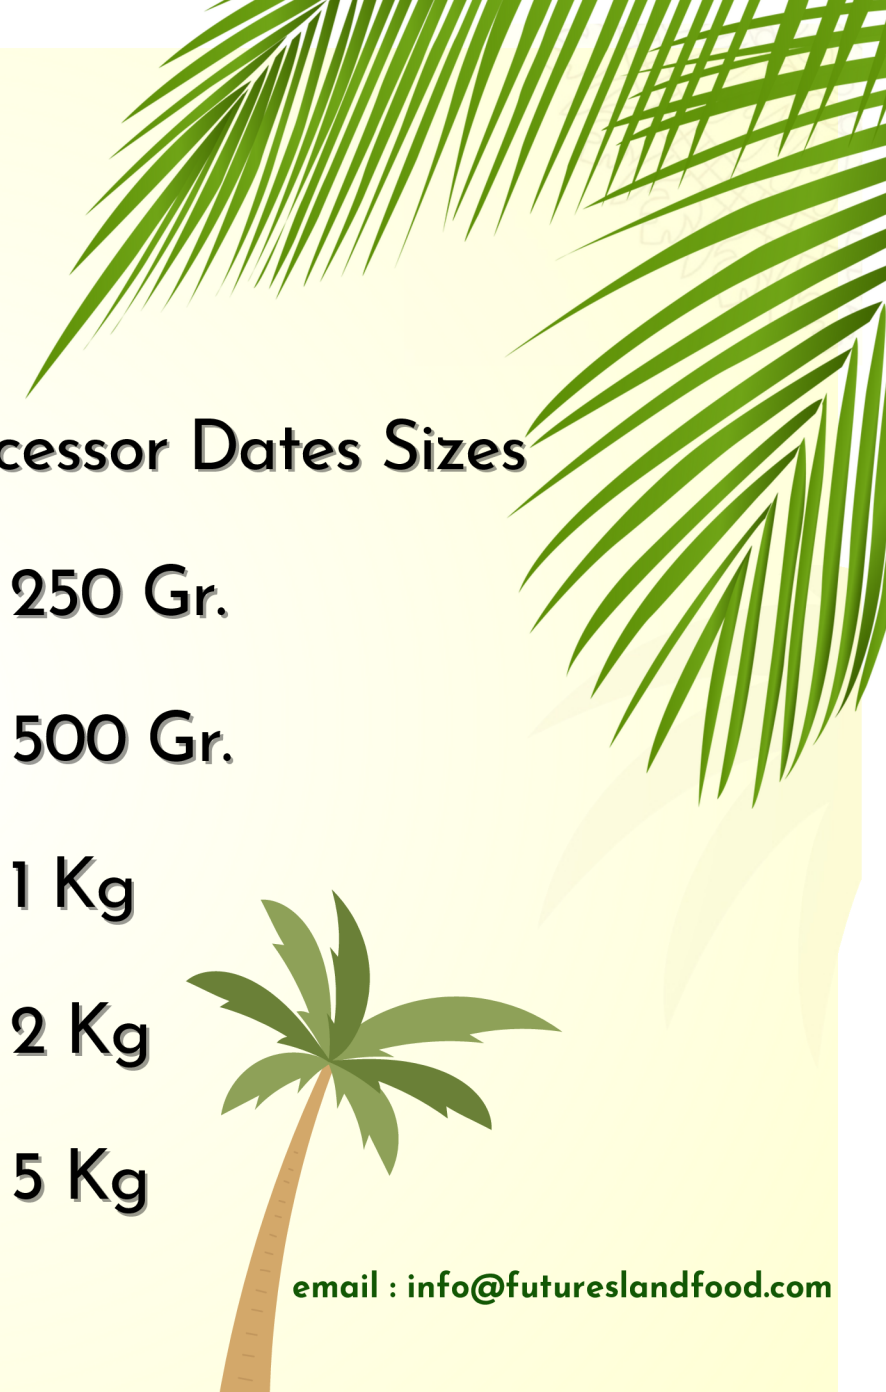 cessor Dates Sizes
250 Gr.
500 Gr.
1 Kg
2 Kg
5 Kg
email : info@futureslandfood.com